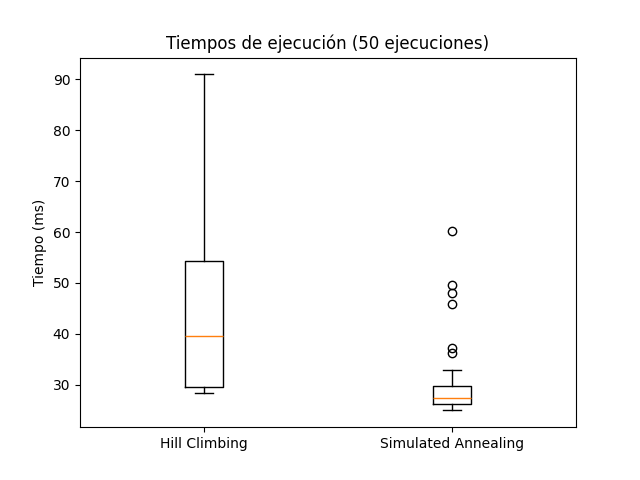 Tiempos de ejecución (50 ejecuciones)
Tiempo (ms)
90
80
70
60
50
40
30
Hill Climbing
Simulated Annealing